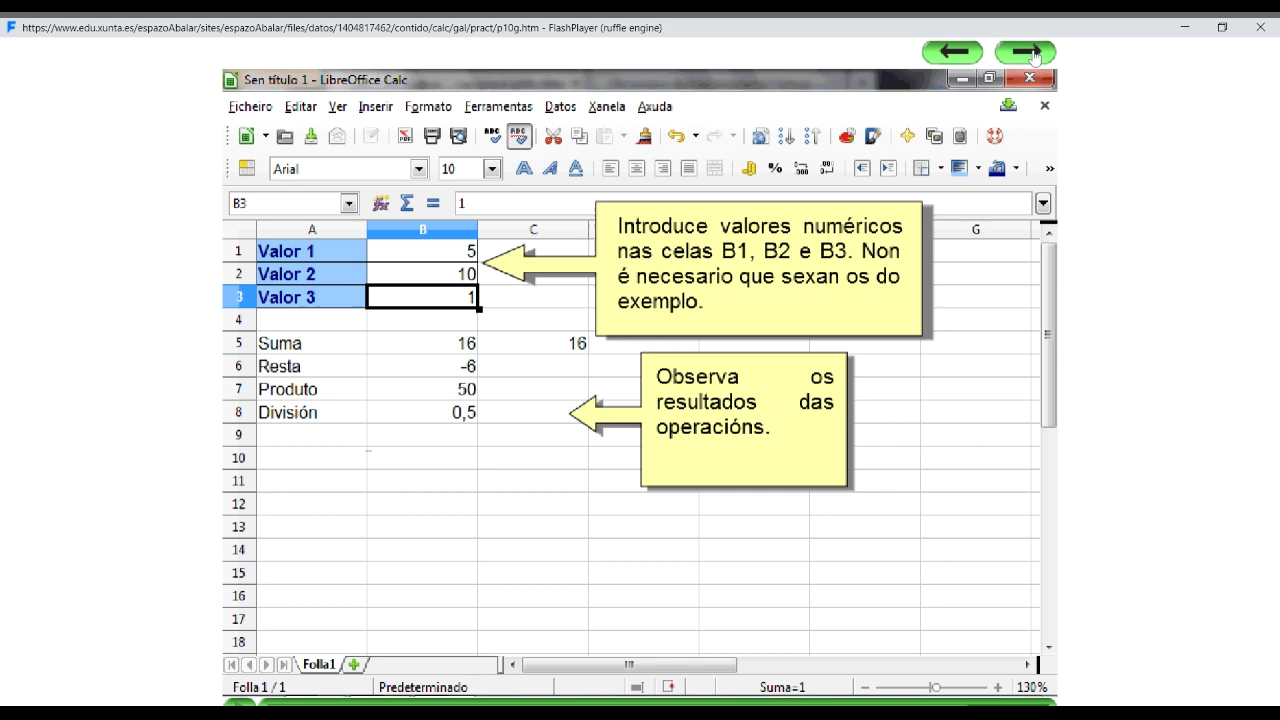 https://www.edu.xunta.es/espazoAbalar/sites/espazoAbalar/files/datos/1404817462/contido/calc/gal/pract/p10g.htm - FlashPlayer (ruffle engine)
Sen título 1 - LibreOffice Calc
Ficheiro Editar Ver Inserir Formato Ferramentas Datos Xanela Axuda
Arial 10
B3 1
A B C G
1 Valor 1 5
2 Valor 2 10
3 Valor 3 1
4
5 Suma 16 16
6 Resta -6
7 Produto 50
8 División 0,5
9
10
11
12
13
14
15
16
17
18
Introduce valores numéricos
nas celas B1, B2 e B3. Non
é necesario que sexan os do
exemplo.
Observa os
resultados das
operacións.
Folla1
Folla 1 / 1 Predeterminado Suma=1 130%